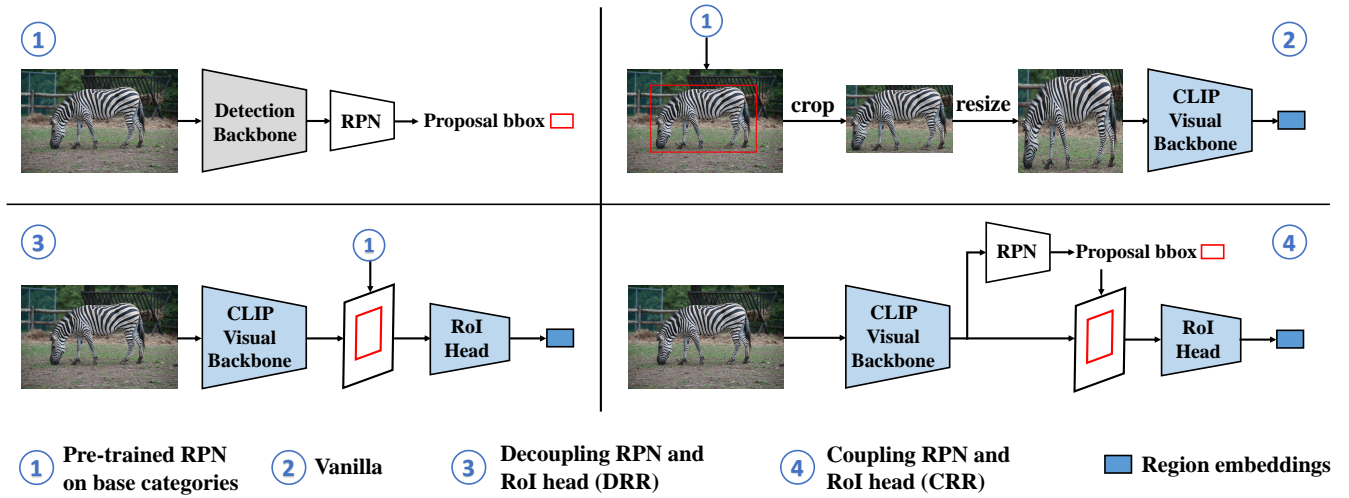 1
Detection
Backbone
RPN
Proposal bbox
1
2
crop
resize
CLIP
Visual
Backbone
3
1
CLIP
Visual
Backbone
RoI
Head
4
RPN
Proposal bbox
CLIP
Visual
Backbone
RoI
Head
1 Pre-trained RPN
on base categories
2 Vanilla
3 Decoupling RPN and
RoI head (DRR)
4 Coupling RPN and
RoI head (CRR)
Region embeddings